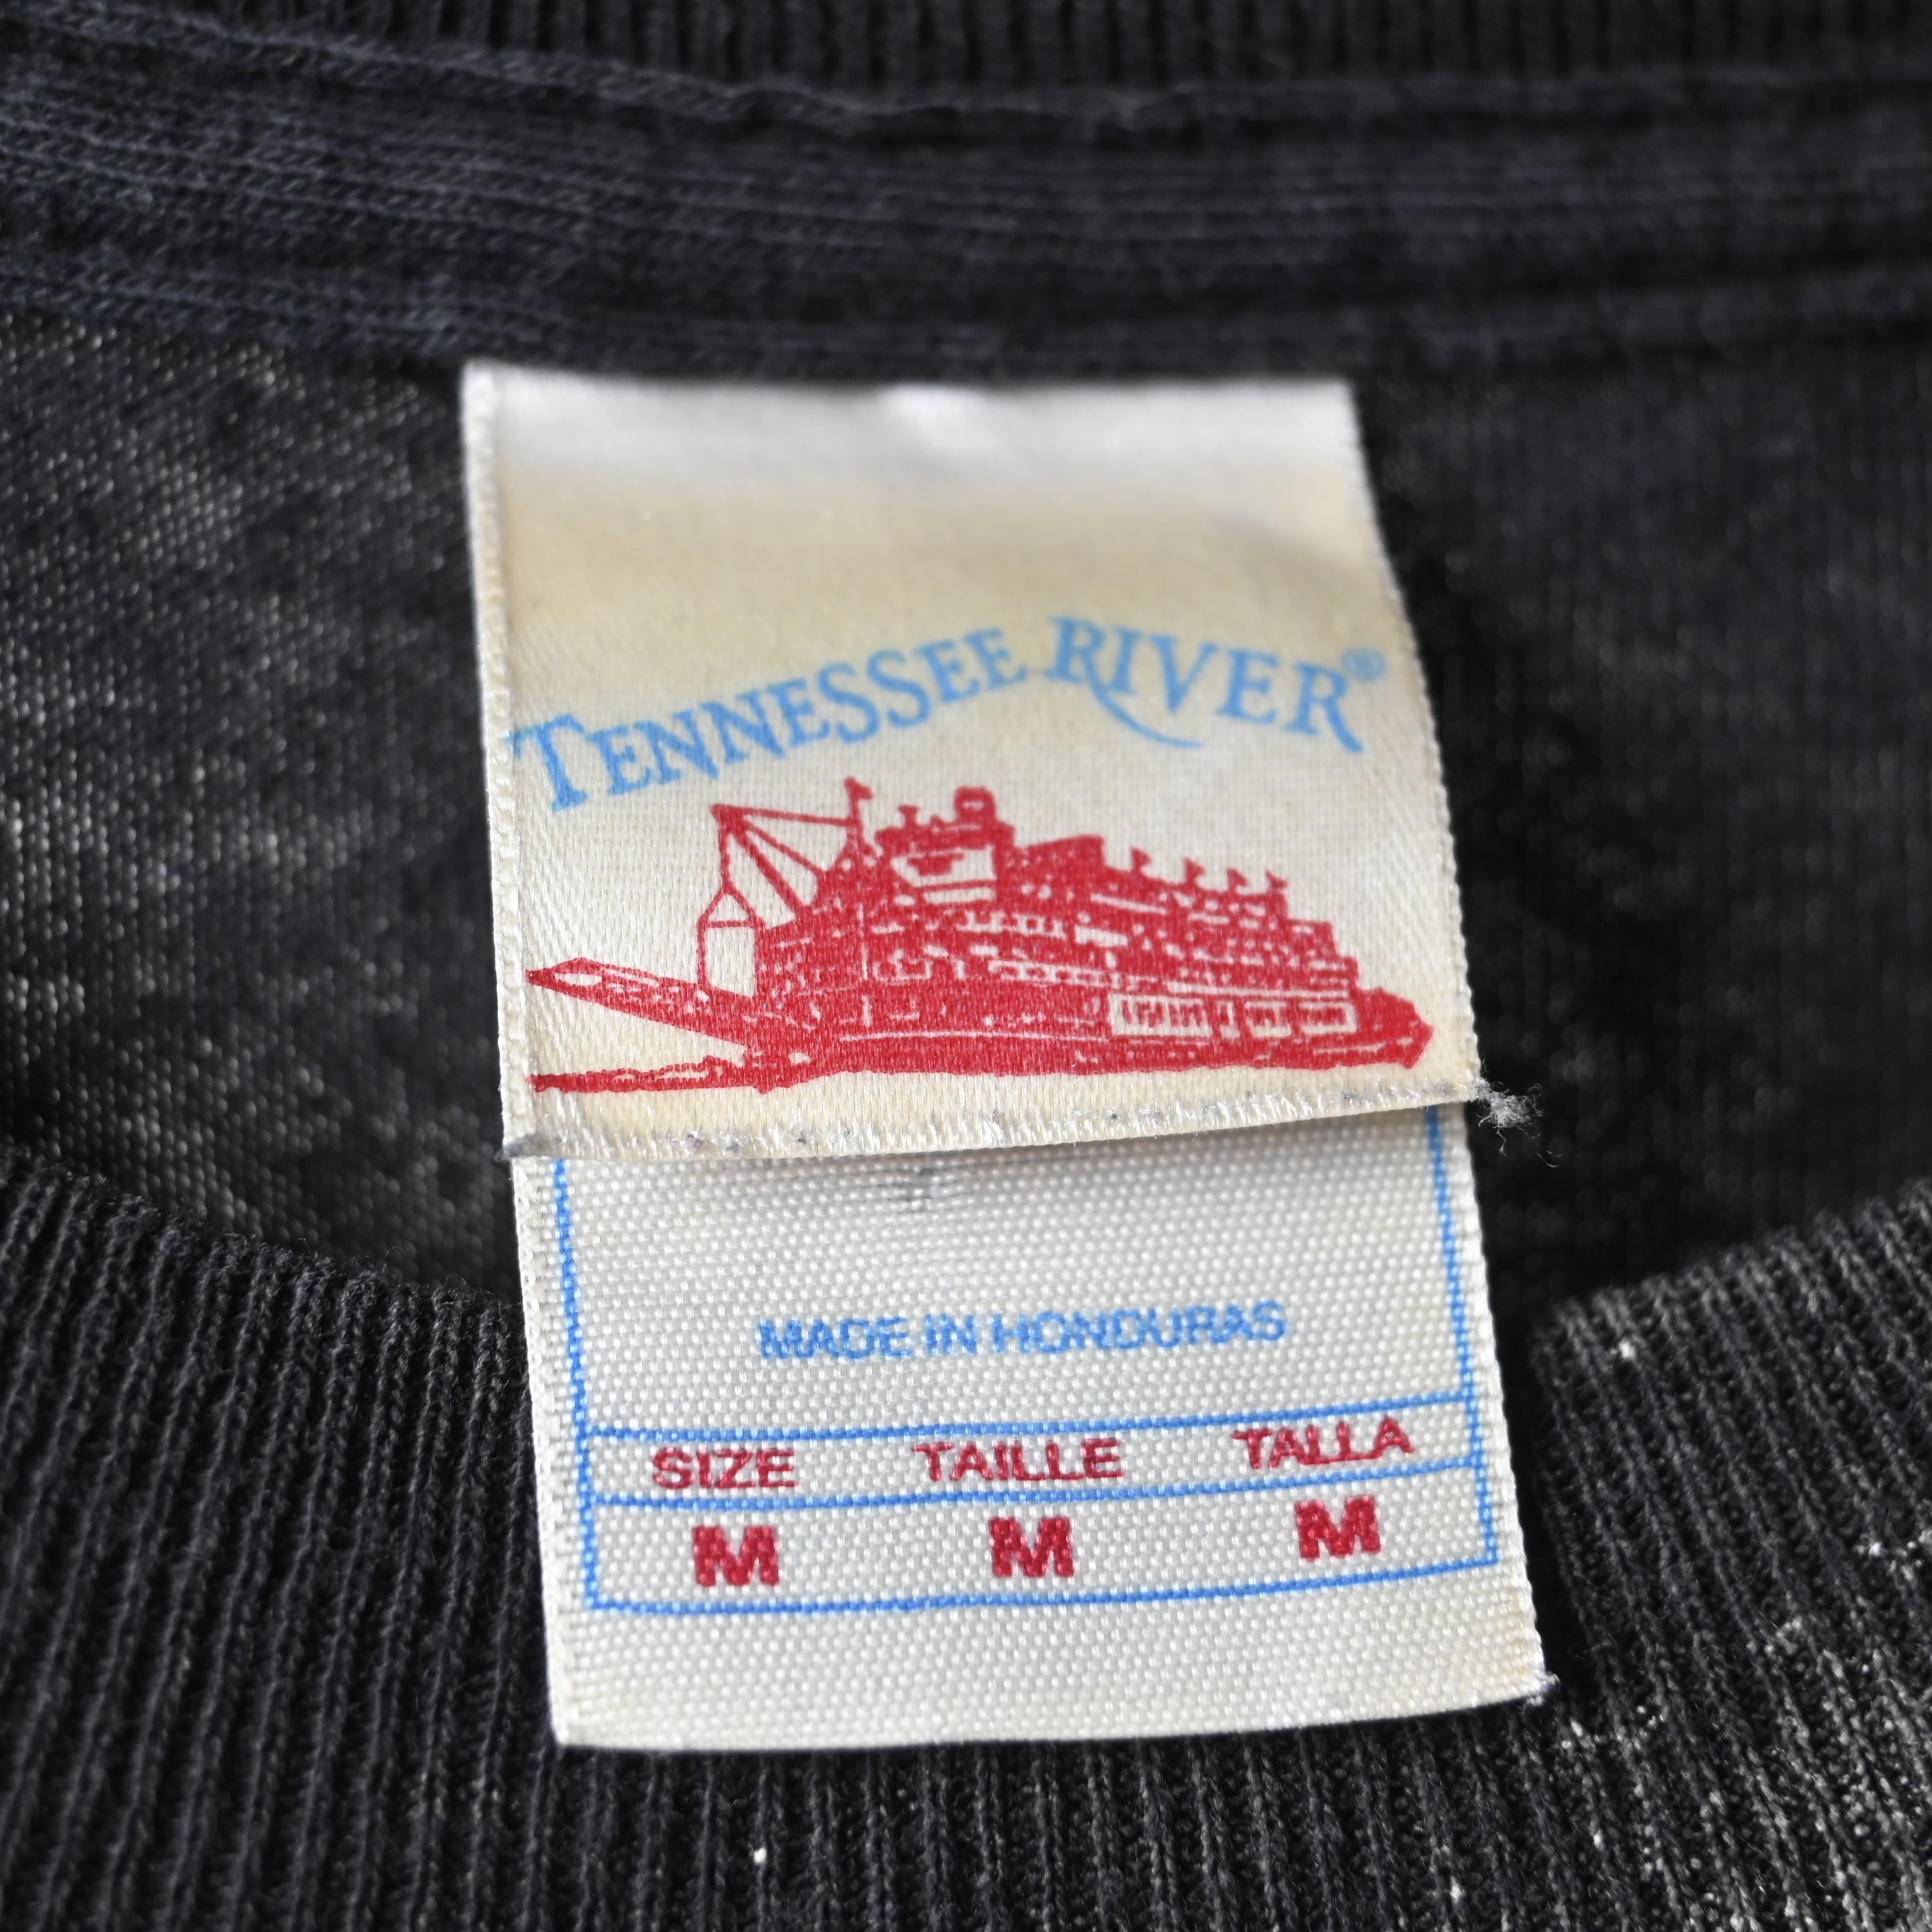 TENNESSEE RIVER®
MADE IN HONDURAS
SIZE TAILLE TALLA
M M M